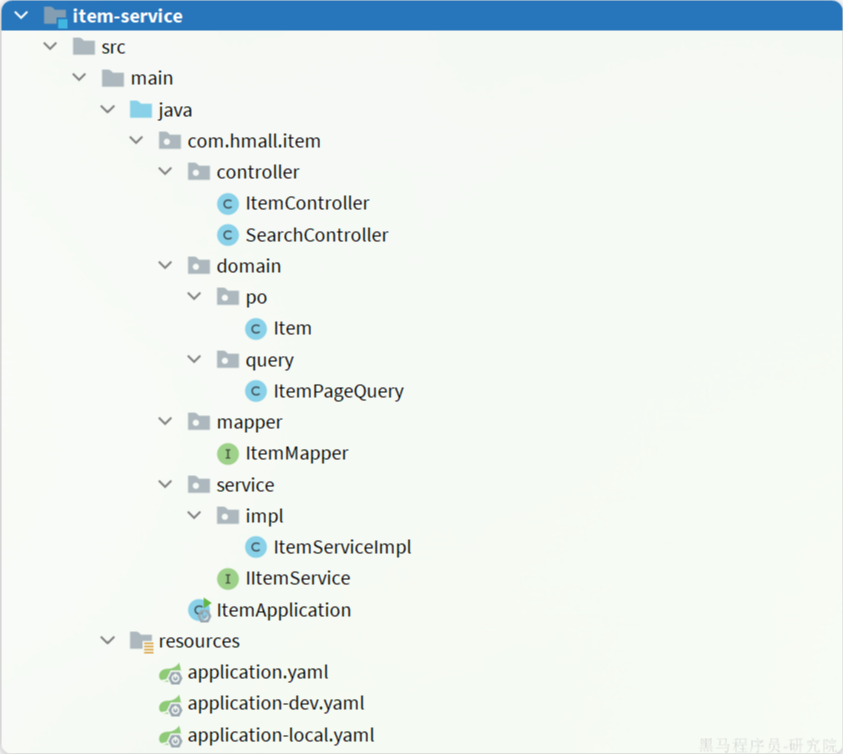 item-service
src
main
java
com.hmall.item
controller
C ItemController
C SearchController
domain
po
C Item
query
C ItemPageQuery
mapper
I ItemMapper
service
impl
C ItemServiceImpl
I IItemService
C ItemApplication
resources
application.yaml
application-dev.yaml
application-local.yaml
黑马程序员-研究院